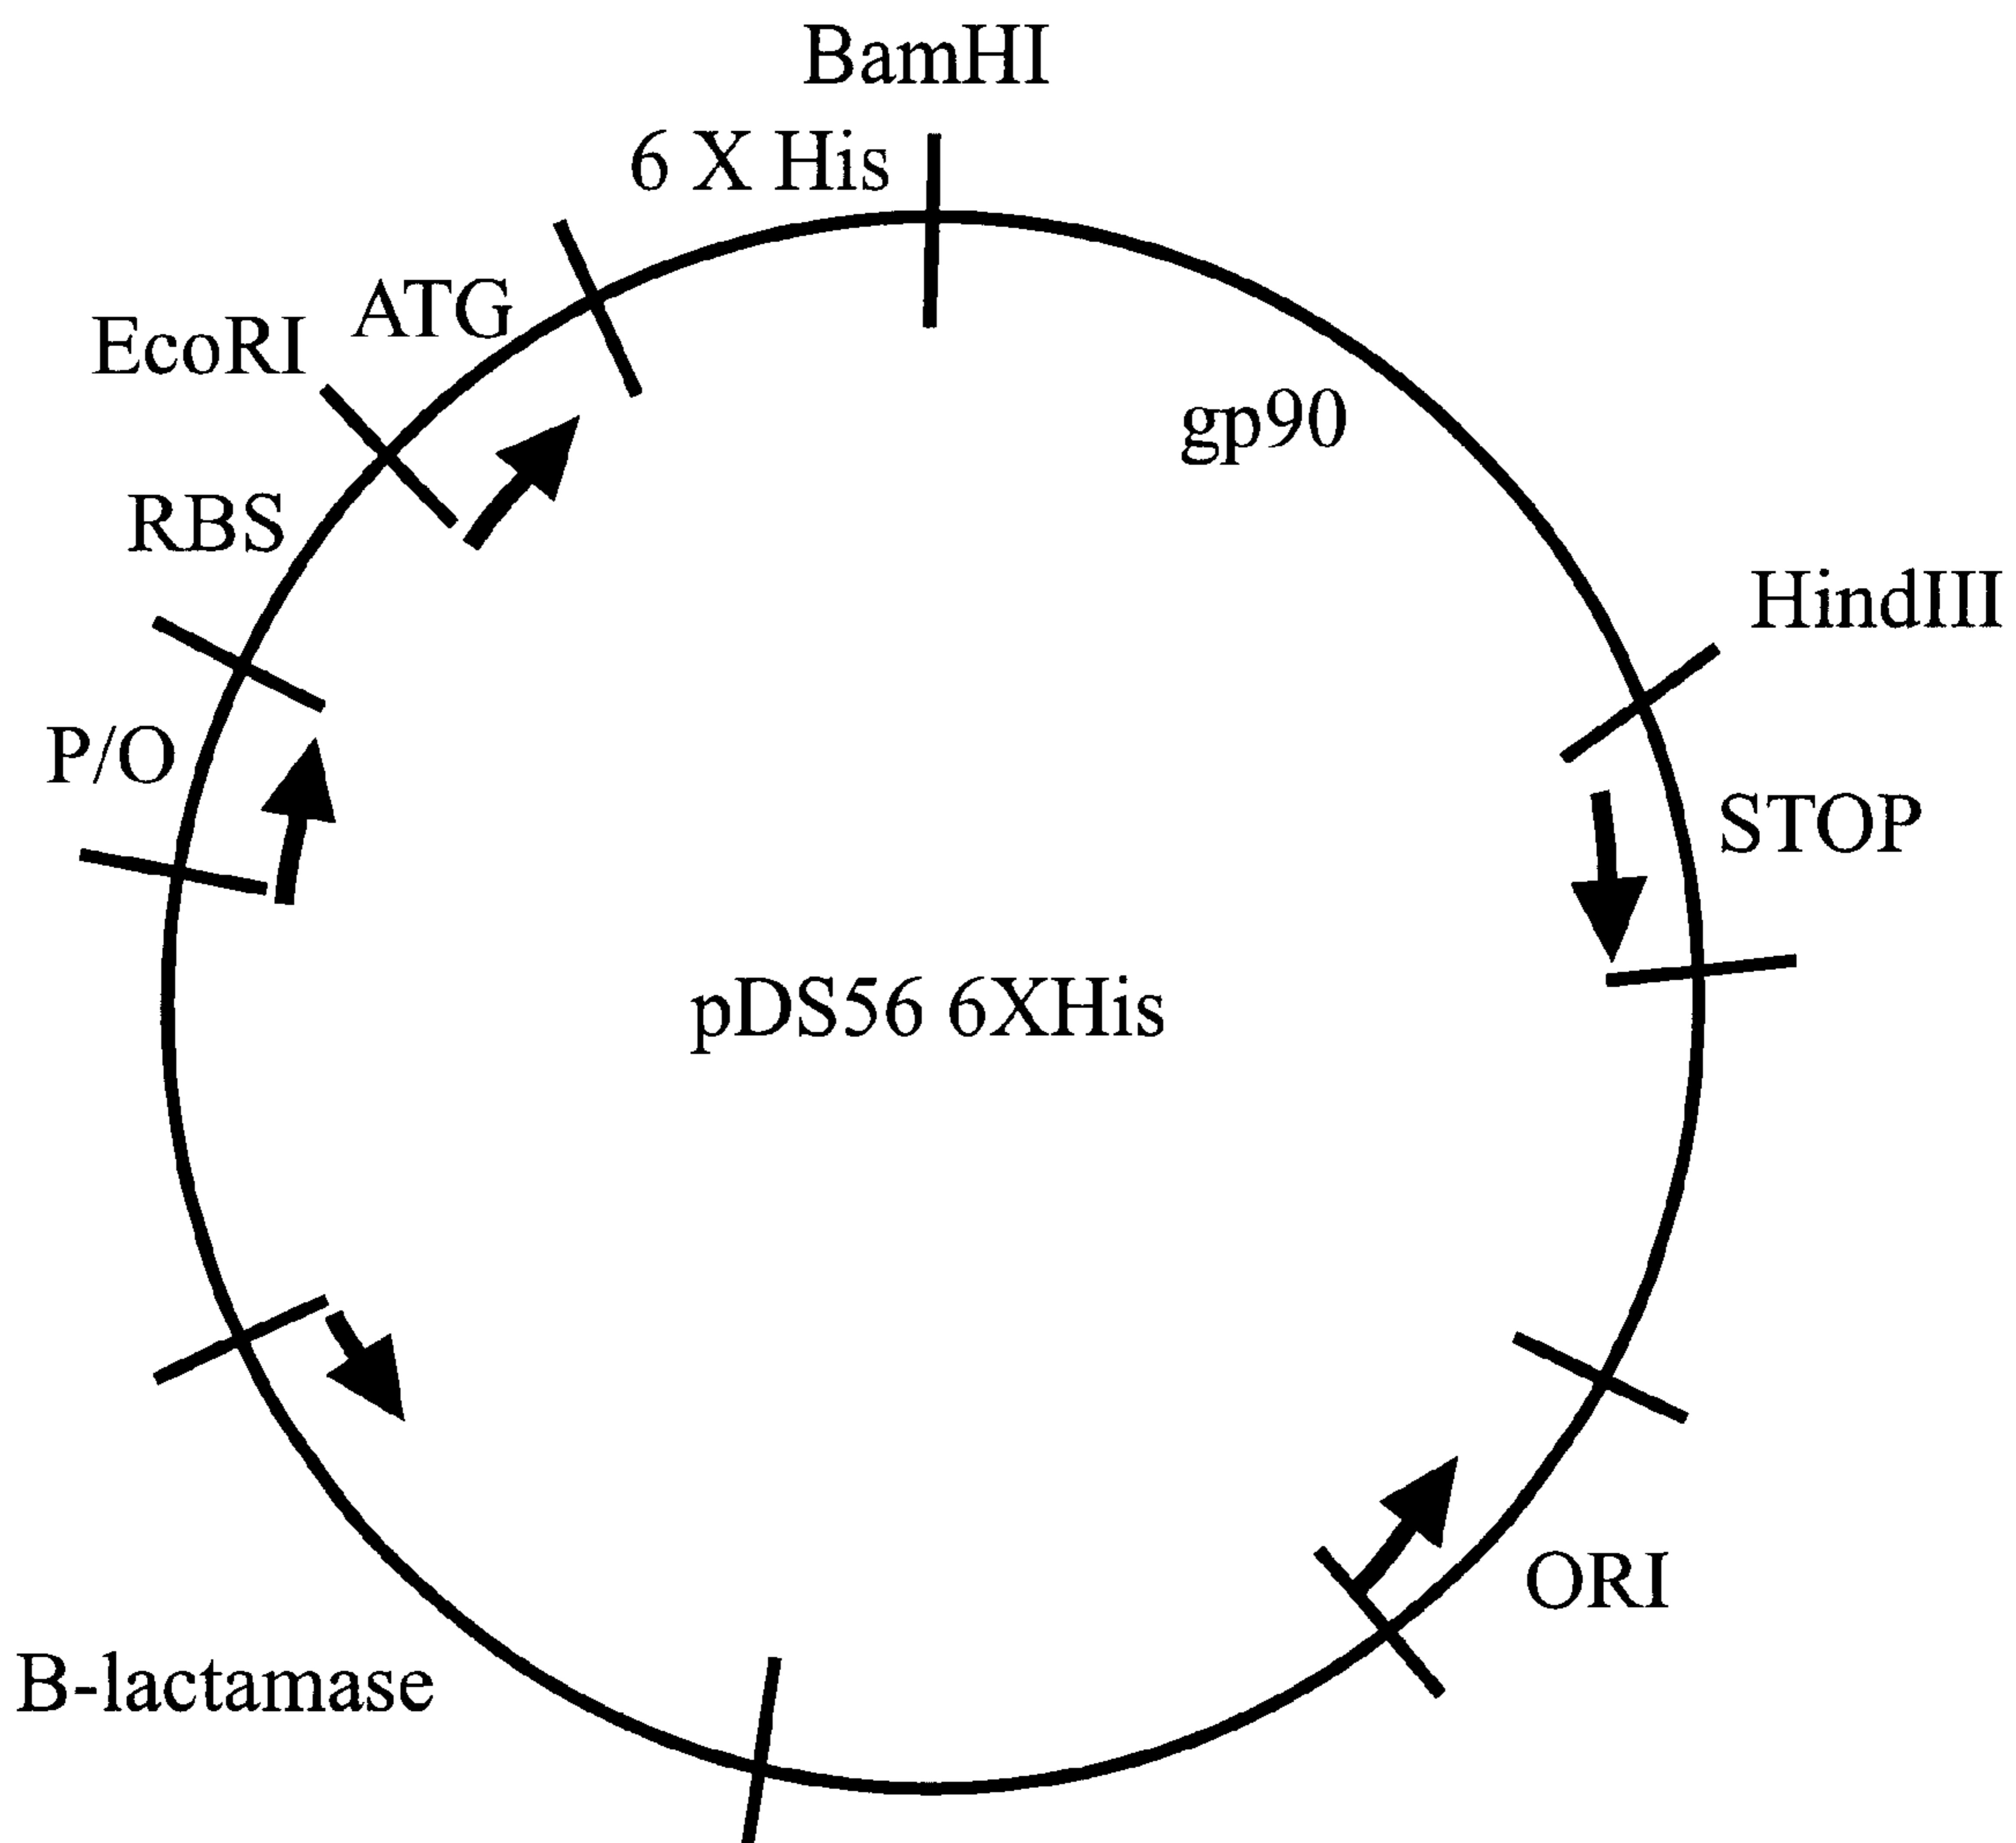 BamHI
6 X His
ATG
EcoRI
gp90
RBS
HindIII
P/O
STOP
pDS56 6XHis
ORI
B-lactamase